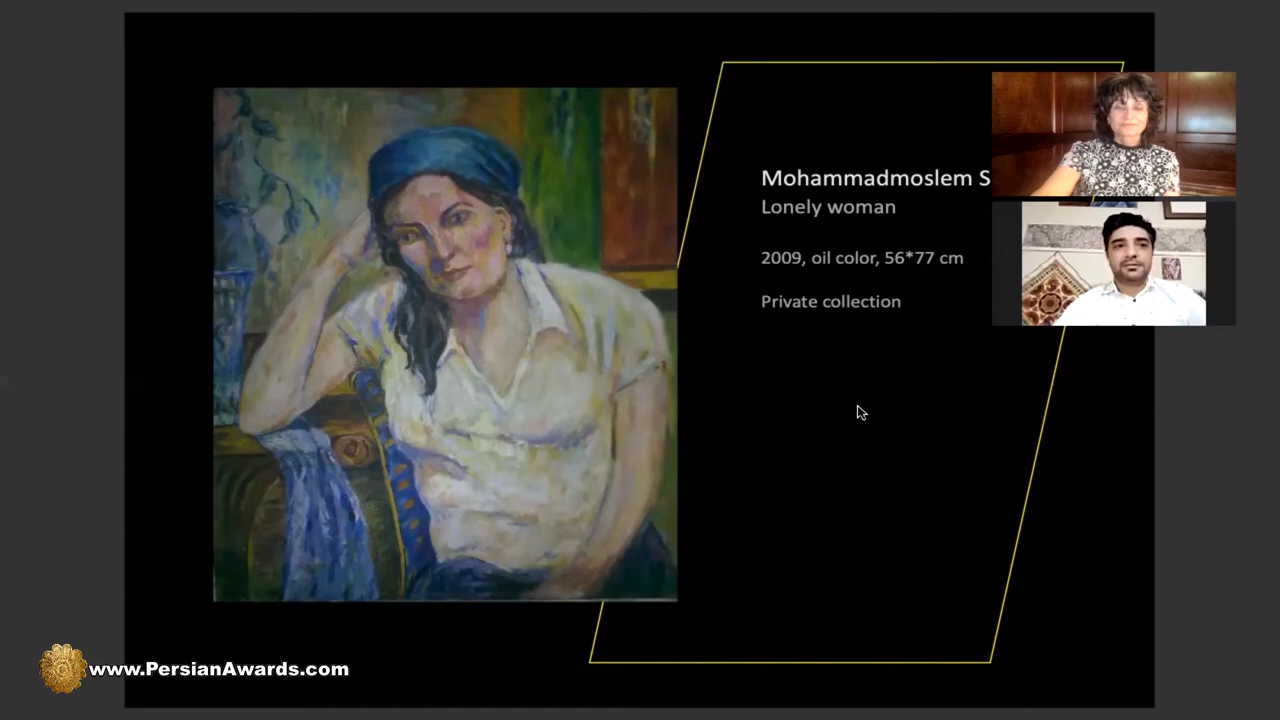 Mohammadmoslem S
Lonely woman
2009, oil color, 56*77 cm
Private collection
www.PersianAwards.com